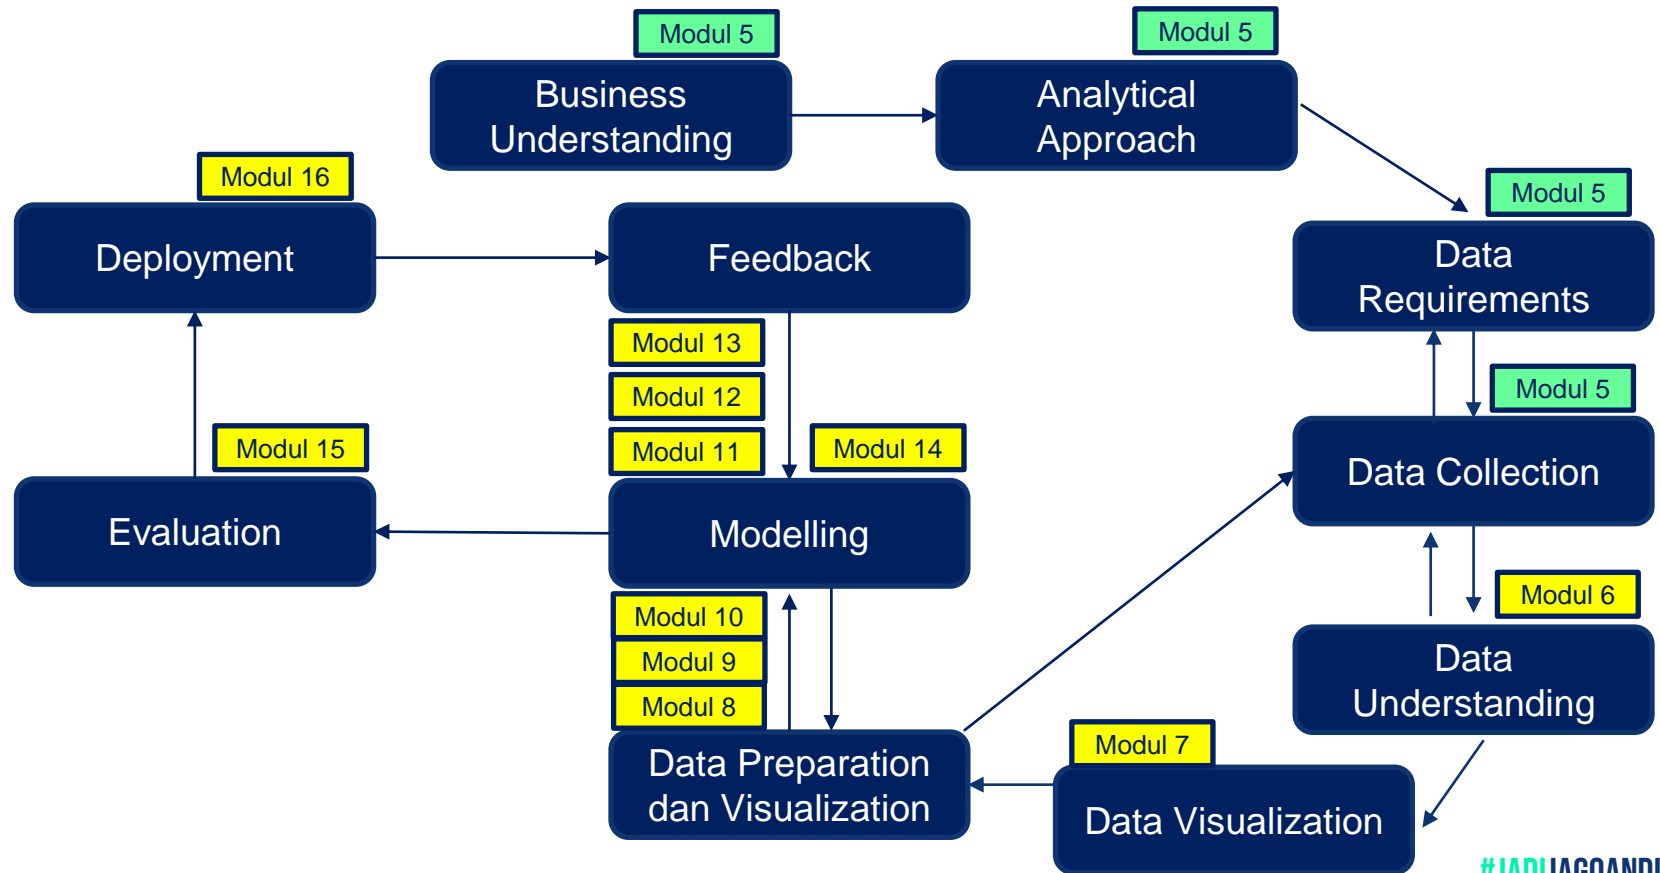 Modul 5
Business
Understanding
Modul 5
Analytical
Approach
Modul 5
Data
Requirements
Modul 5
Data Collection
Modul 6
Data
Understanding
Modul 7
Data Visualization
Modul 8
Modul 9
Modul 10
Data Preparation
dan Visualization
Modul 13
Modul 12
Modul 11
Modul 14
Modelling
Modul 15
Evaluation
Modul 16
Deployment
Feedback
#JADIJAGOANDI